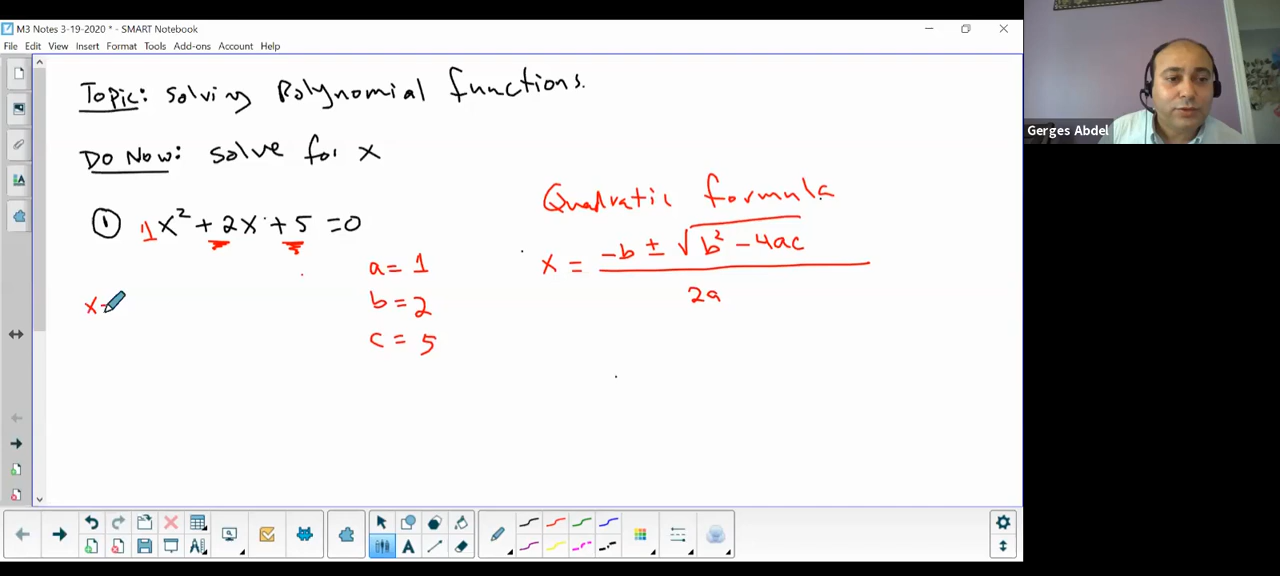 M3 Notes 3-19-2020 * - SMART Notebook
File Edit View Insert Format Tools Add-ons Account Help
Topic: Solving Polynomial functions.
Do Now: solve for x
① 1x² + 2x + 5 = 0
a = 1
b = 2
c = 5
x-
Quadratic formula
x = -b ± √b² - 4ac
2a
Gerges Abdel